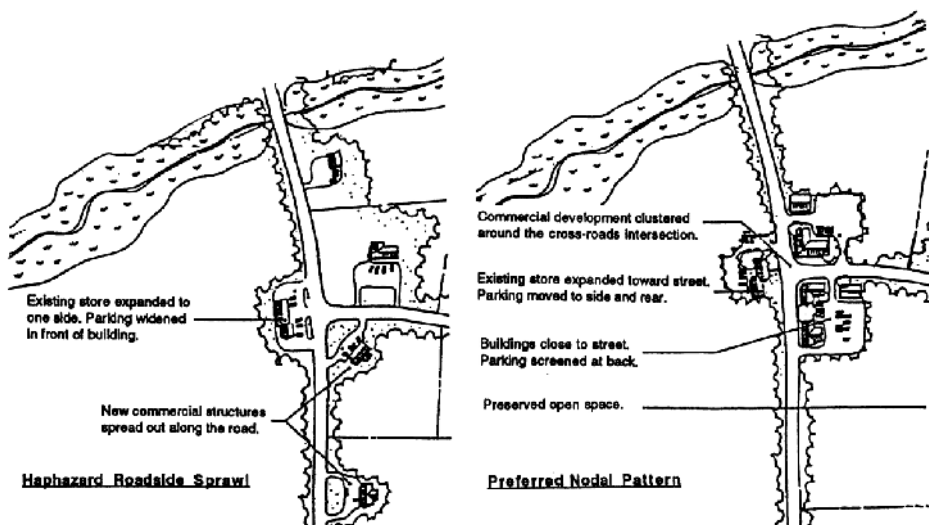 Existing store expanded to
one side. Parking widened
in front of building.
New commercial structures
spread out along the road.
Haphazard Roadside Sprawl
Commercial development clustered
around the cross-roads intersection.
Existing store expanded toward street.
Parking moved to side and rear.
Buildings close to street.
Parking screened at back.
Preserved open space.
Preferred Nodal Pattern